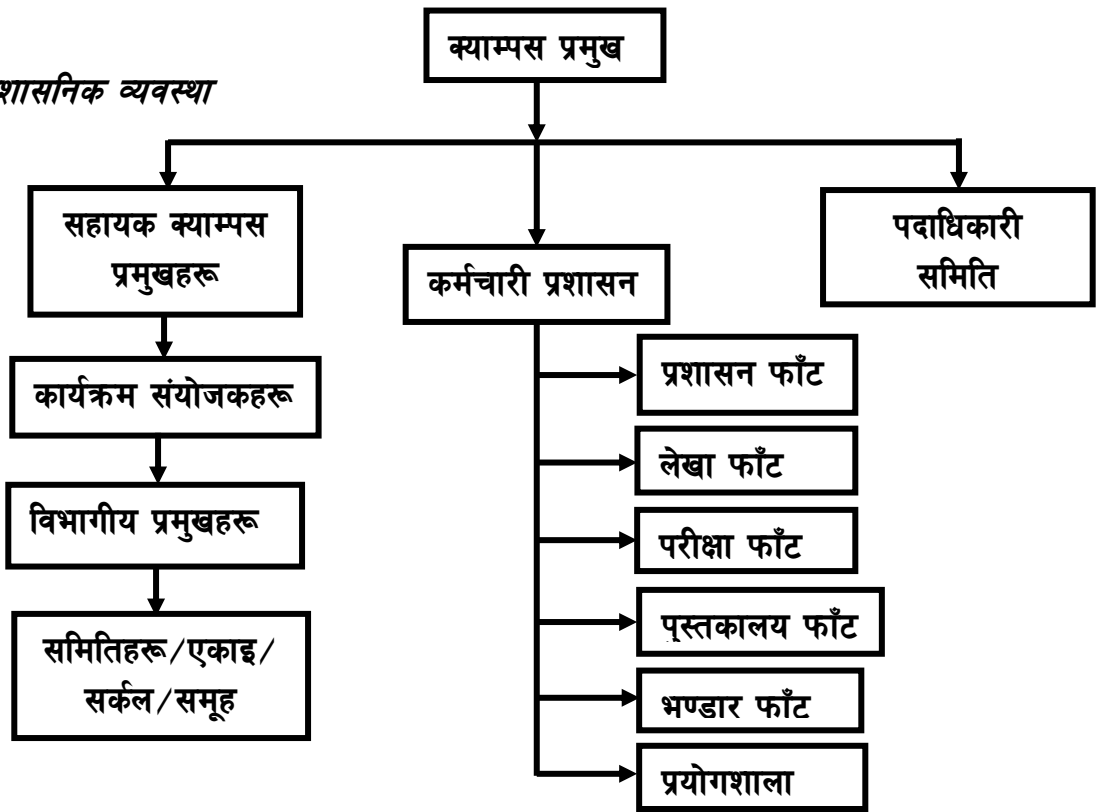 क्याम्पस प्रमुख
शासनिक व्यवस्था
सहायक क्याम्पस
प्रमुखहरू
कर्मचारी प्रशासन
पदाधिकारी
समिति
कार्यक्रम संयोजकहरू
विभागीय प्रमुखहरू
समितिहरू/एकाइ/
सर्कल/समूह
प्रशासन फाँट
लेखा फाँट
परीक्षा फाँट
पुस्तकालय फाँट
भण्डार फाँट
प्रयोगशाला